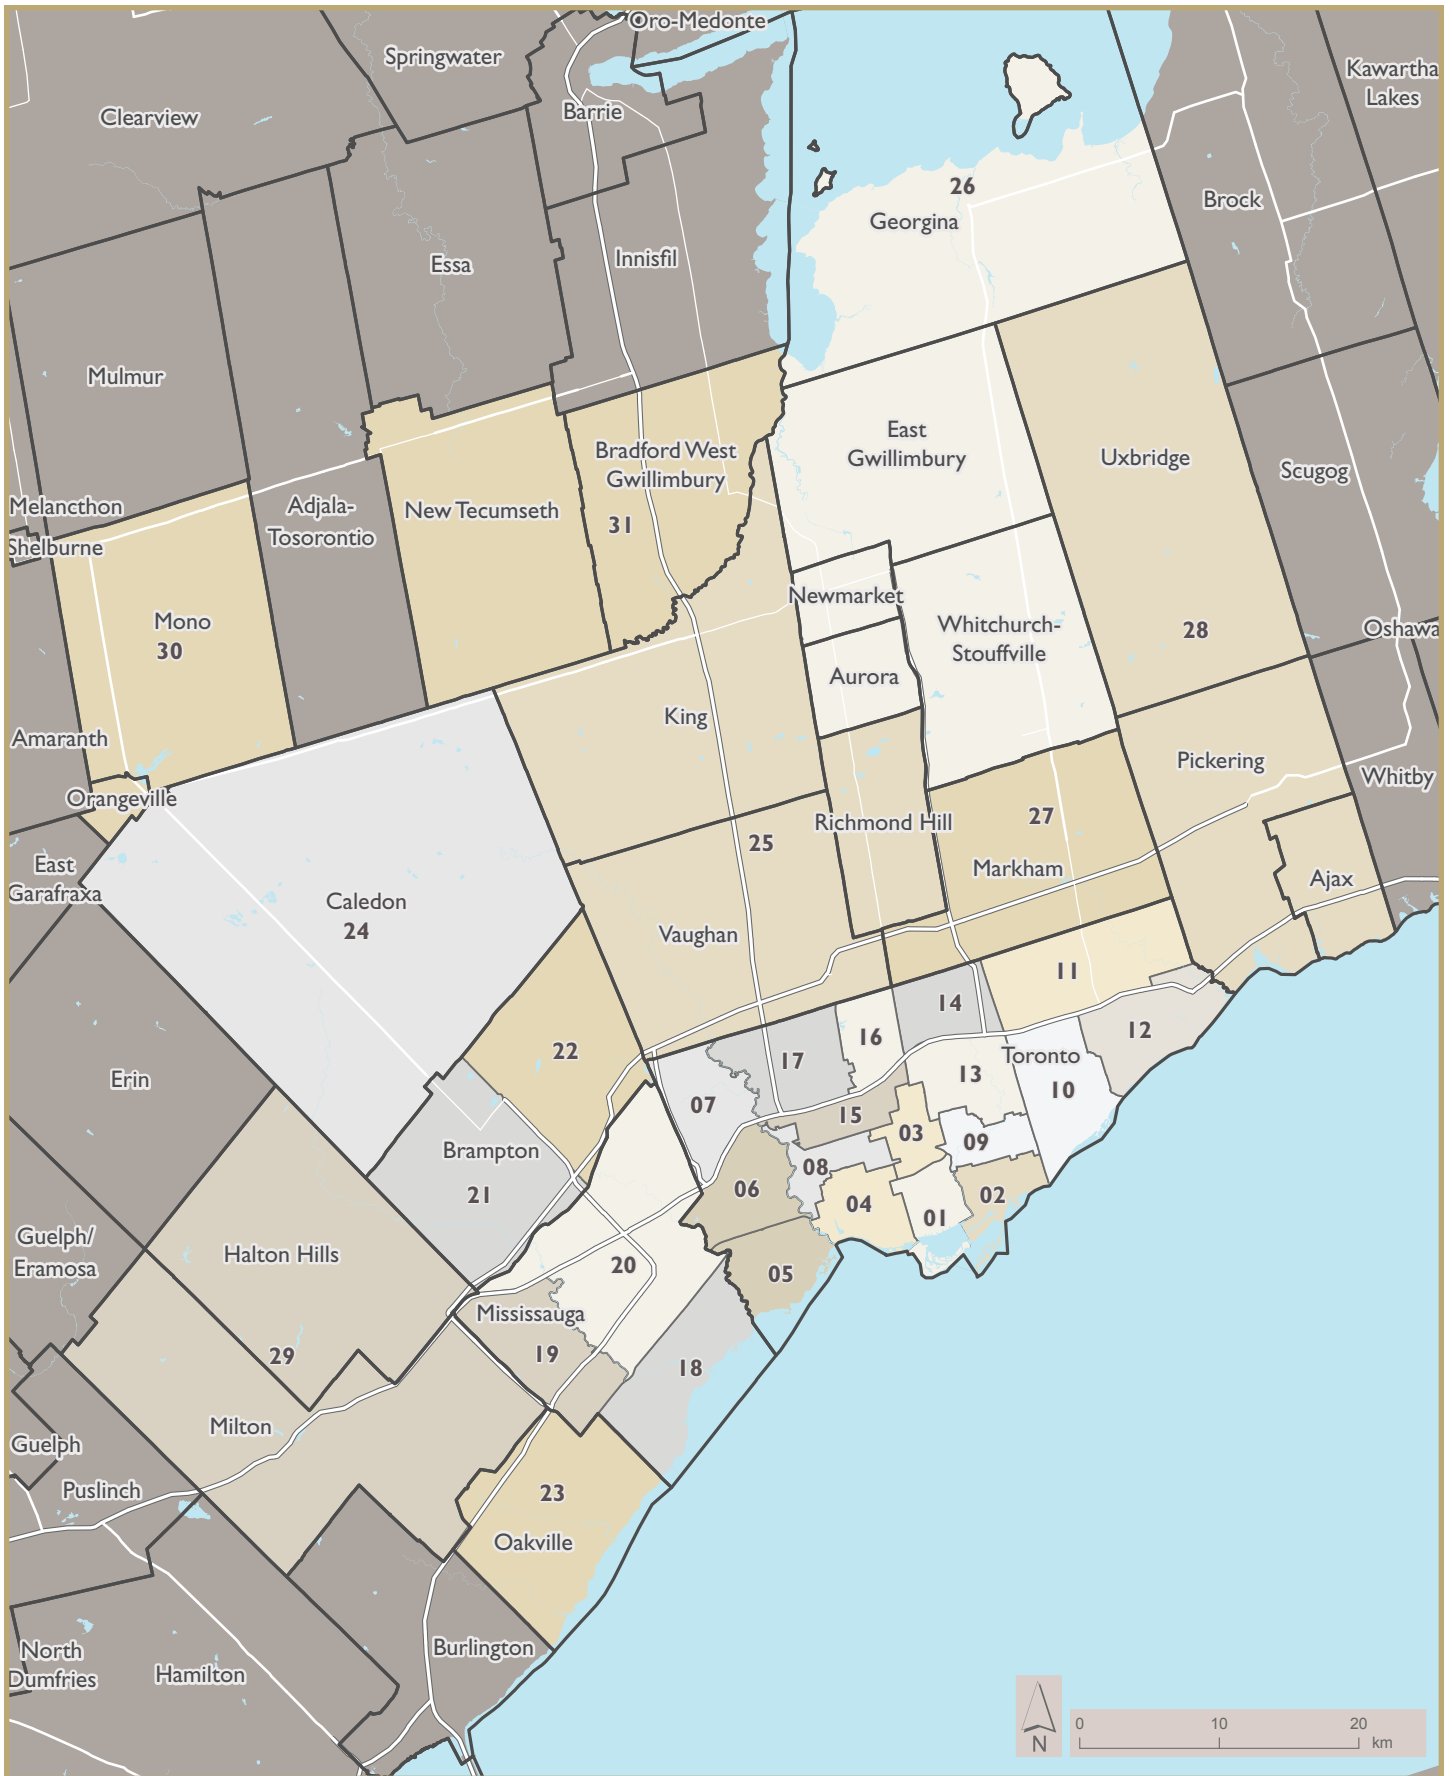 Oro-Medonte
Springwater
Kawartha
Lakes
Clearview
Barrie
26
Brock
Georgina
Innisfil
Essa
Mulmur
East
Gwillimbury
Bradford West
Gwillimbury
Uxbridge
Scugog
Melancthon
Adjala-
Tosorontio
New Tecumseth
31
Shelburne
Newmarket
Mono
30
Whitchurch-
Stouffville
28
Oshawa
Aurora
King
Amaranth
Pickering
Whitby
Orangeville
Richmond Hill
27
25
East
Garafraxa
Markham
Ajax
Caledon
24
Vaughan
11
14
12
16
22
17
Toronto
13
10
Erin
07
15
03
09
Brampton
21
08
06
02
04
01
Guelph/
Eramosa
Halton Hills
20
05
Mississauga
19
29
18
Milton
Guelph
Puslinch
23
Oakville
Burlington
North
Dumfries
Hamilton
N
0 10 20
km